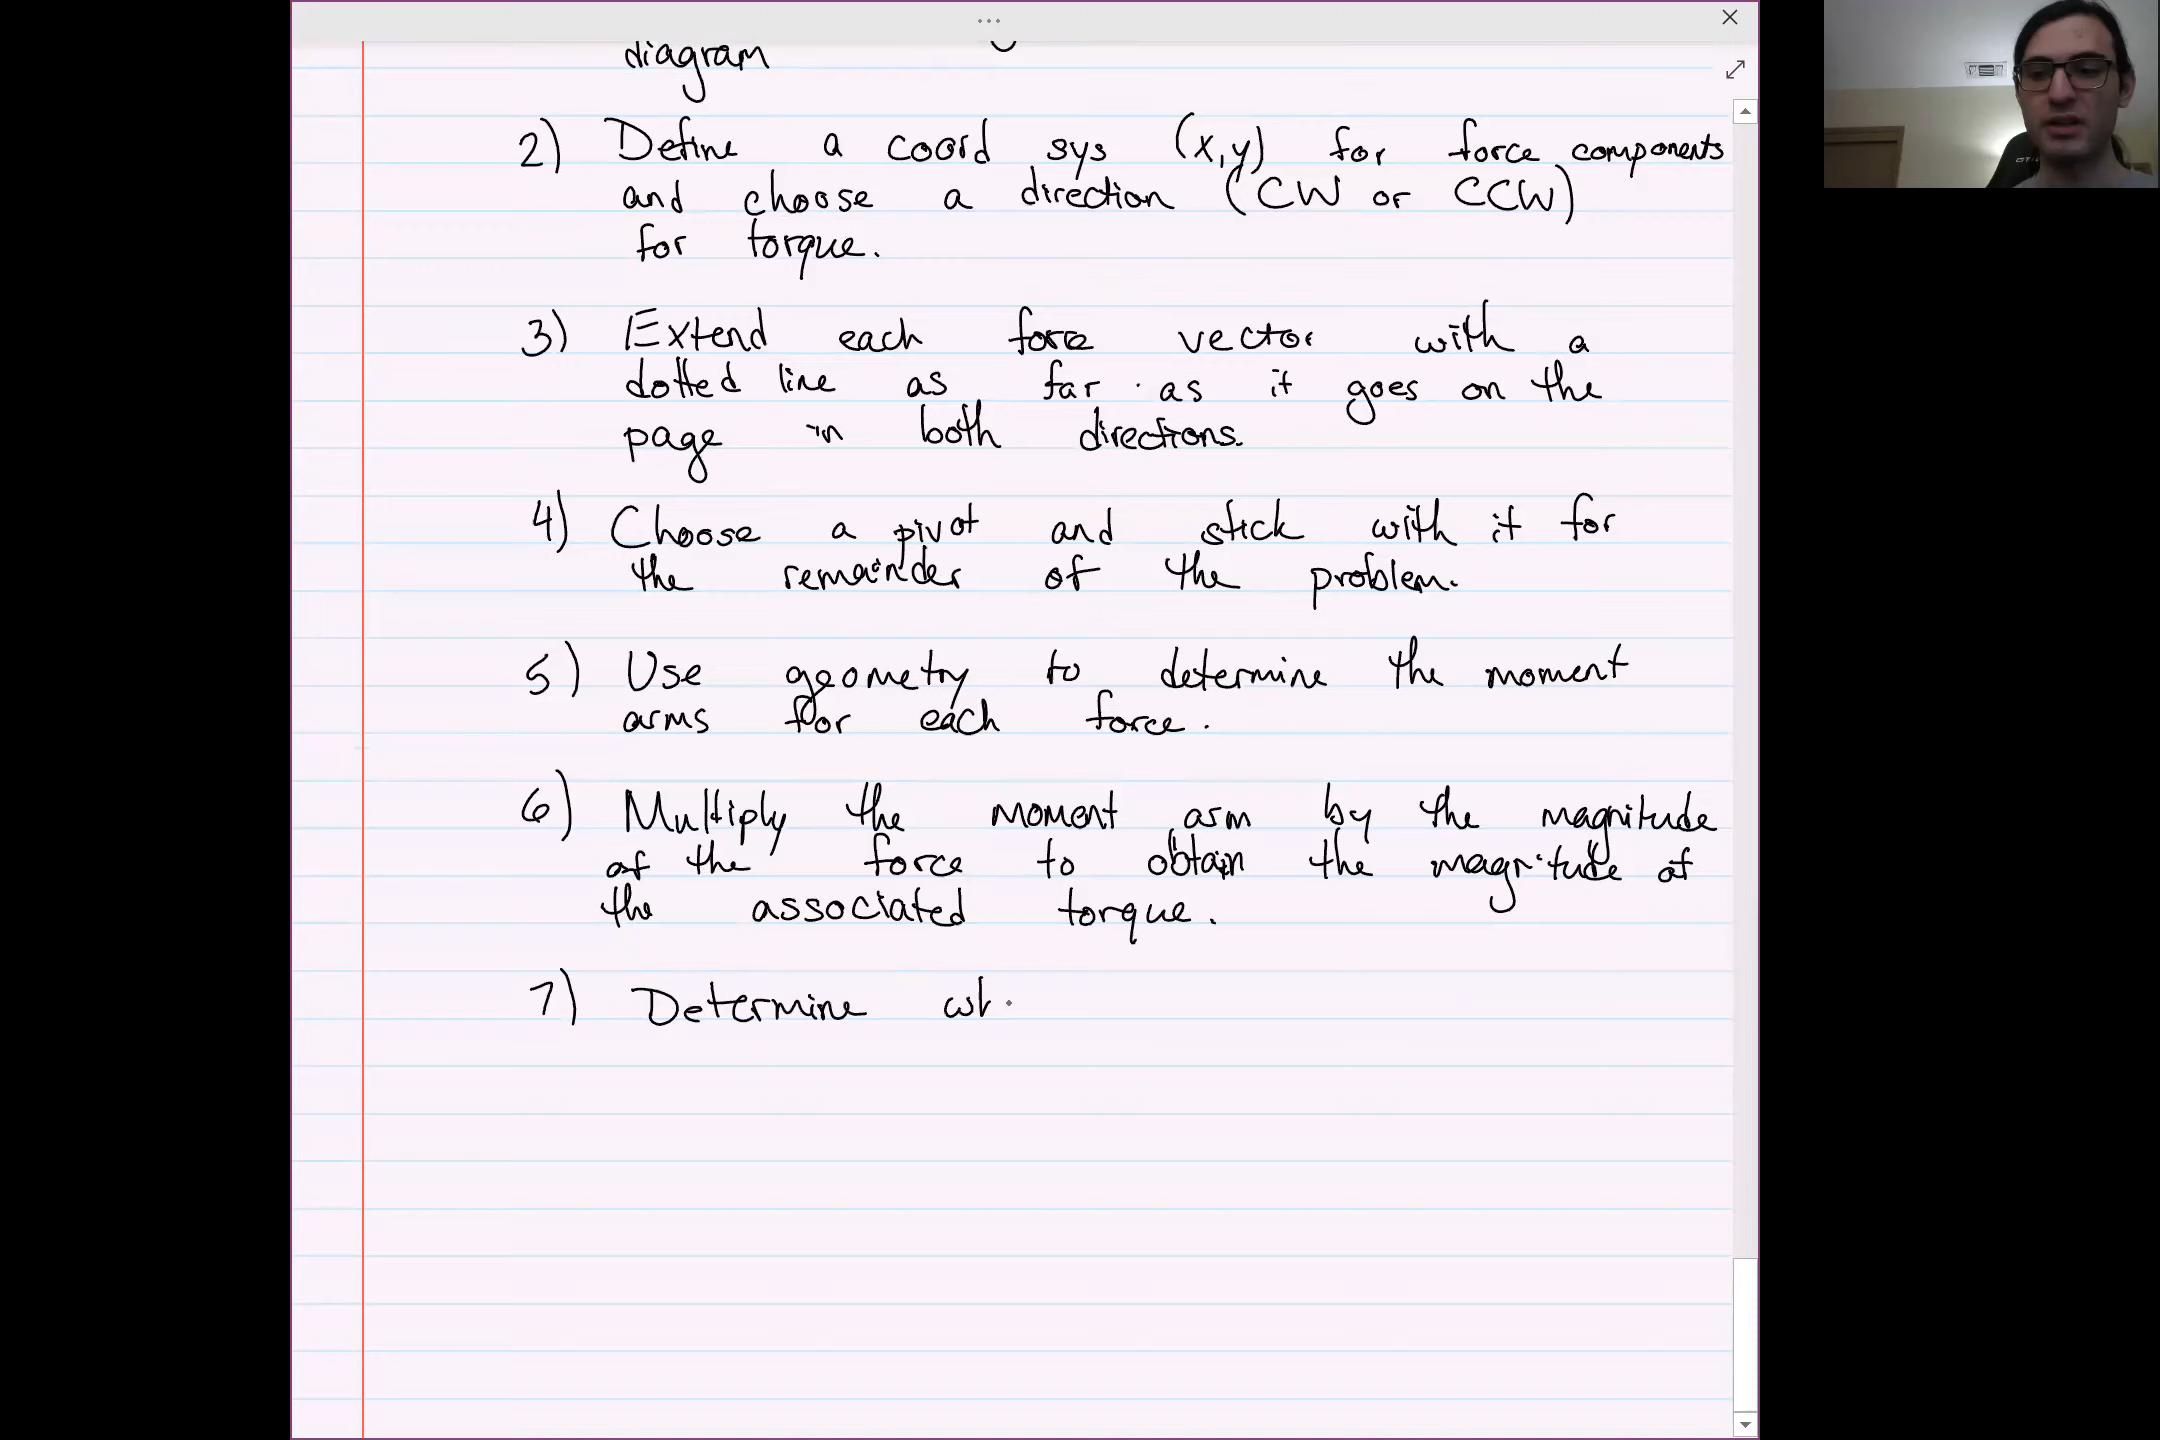 diagram
2) Define a coord sys (x,y) for force components
and choose a direction (CW or CCW)
for torque.
3) Extend each force vector with a
dotted line as far as it goes on the
page in both directions.
4) Choose a pivot and stick with it for
the remainder of the problem.
5) Use geometry to determine the moment
arms for each force.
6) Multiply the moment arm by the magnitude
of the force to obtain the magnitude of
the associated torque.
7) Determine wh